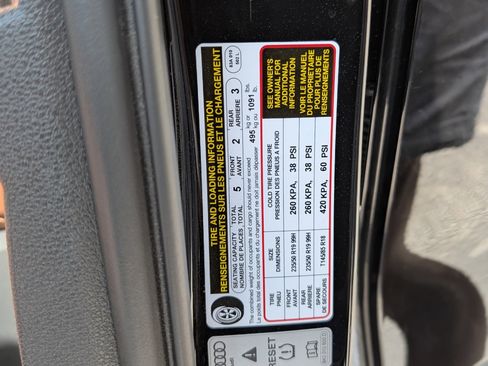 TIRE AND LOADING INFORMATION
RENSEIGNEMENTS SUR LES PNEUS ET LE CHARGEMENT
SEATING CAPACITY TOTAL 5 FRONT 2 REAR 3
NOMBRE DE PLACES TOTAL AVANT ARRIÈRE
The combined weight of occupants and cargo should never exceed 495 kg or 1091 lbs.
Le poids total des occupants et du chargement ne doit jamais dépasser kg ou lb.
TIRE SIZE COLD TIRE PRESSURE
PNEU DIMENSIONS PRESSION DES PNEUS À FROID
FRONT 235/50 R19 99H 260 KPA, 38 PSI
AVANT
REAR 235/50 R19 99H 260 KPA, 38 PSI
ARRIÈRE
SPARE T145/85 R18 420 KPA, 60 PSI
DE SECOURS
SEE OWNER'S
MANUAL FOR
ADDITIONAL
INFORMATION
VOIR LE MANUEL
DU PROPRIÉTAIRE
POUR PLUS DE
RENSEIGNEMENTS
RESET